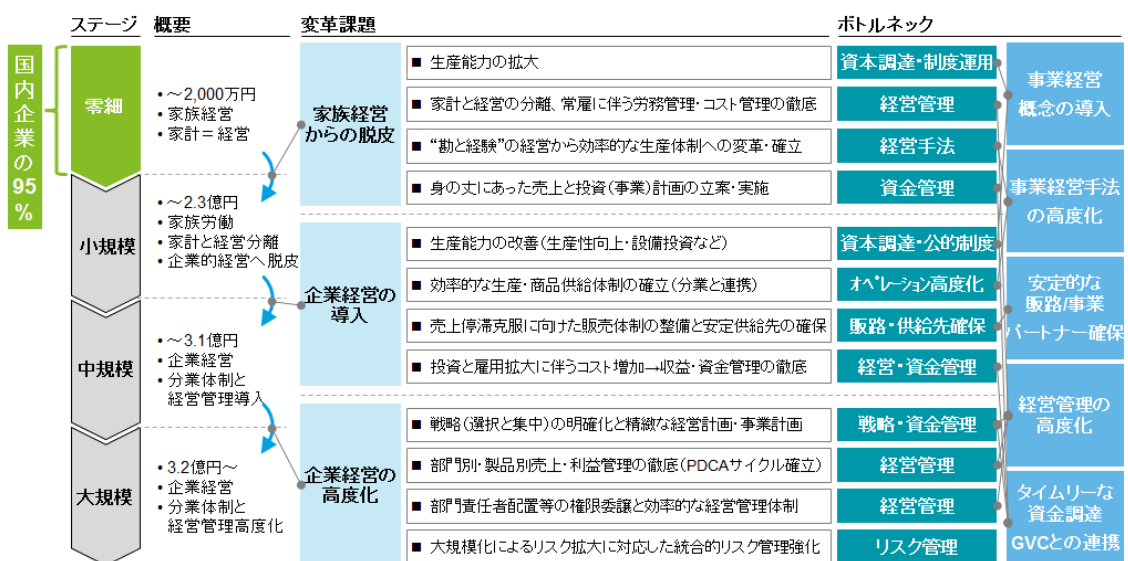 ステージ
概要
変革課題
ボトルネック
国内企業の95%
零細
・～2,000万円
・家族経営
・家計＝経営
家族経営
からの脱皮
■ 生産能力の拡大
■ 家計と経営の分離、常雇に伴う労務管理・コスト管理の徹底
■ “勘と経験”の経営から効率的な生産体制への変革・確立
■ 身の丈にあった売上と投資(事業)計画の立案・実施
資本調達・制度運用
経営管理
経営手法
資金管理
事業経営
概念の導入
事業経営手法
の高度化
小規模
・～2.3億円
・家族労働
・家計と経営分離
・企業的経営へ脱皮
企業経営の
導入
■ 生産能力の改善(生産性向上・設備投資など)
■ 効率的な生産・商品供給体制の確立(分業と連携)
■ 売上停滞克服に向けた販売体制の整備と安定供給先の確保
■ 投資と雇用拡大に伴うコスト増加→収益・資金管理の徹底
資本調達・公的制度
オペレーション高度化
販路・供給先確保
経営・資金管理
安定的な
販路/事業
パートナー確保
中規模
・～3.1億円
・企業経営
・分業体制と
経営管理導入
経営管理の
高度化
大規模
・3.2億円～
・企業経営
・分業体制と
経営管理高度化
企業経営の
高度化
■ 戦略(選択と集中)の明確化と精緻な経営計画・事業計画
■ 部門別・製品別売上・利益管理の徹底(PDCAサイクル確立)
■ 部門責任者配置等の権限委譲と効率的な経営管理体制
■ 大規模化によるリスク拡大に対応した統合的リスク管理強化
戦略・資金管理
経営管理
経営管理
リスク管理
タイムリーな
資金調達
GVCとの連携